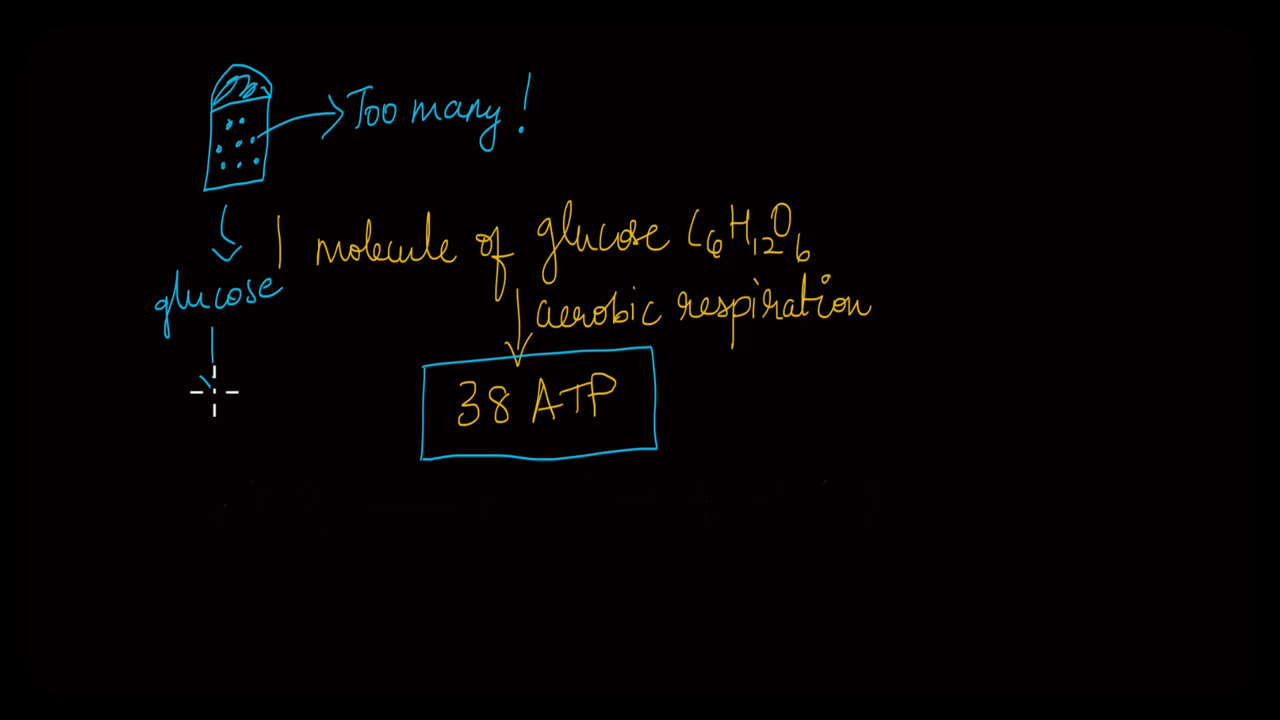 Too many!
1 molecule of glucose C₆H₁₂O₆
glucose
aerobic respiration
38 ATP